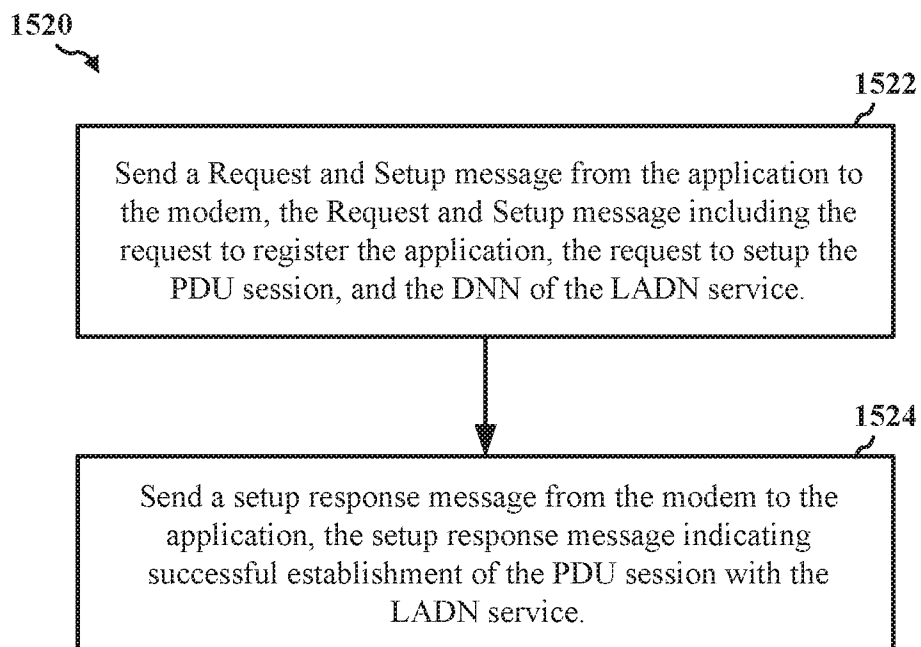 1520
1522
Send a Request and Setup message from the application to
the modem, the Request and Setup message including the
request to register the application, the request to setup the
PDU session, and the DNN of the LADN service.
1524
Send a setup response message from the modem to the
application, the setup response message indicating
successful establishment of the PDU session with the
LADN service.